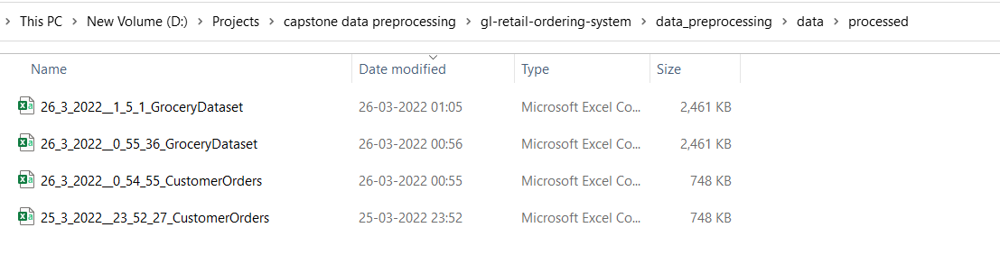 This PC > New Volume (D:) > Projects > capstone data preprocessing > gl-retail-ordering-system > data_preprocessing > data > processed
Name Date modified Type Size
26_3_2022__1_5_1_GroceryDataset 26-03-2022 01:05 Microsoft Excel Co... 2,461 KB
26_3_2022__0_55_36_GroceryDataset 26-03-2022 00:56 Microsoft Excel Co... 2,461 KB
26_3_2022__0_54_55_CustomerOrders 26-03-2022 00:55 Microsoft Excel Co... 748 KB
25_3_2022__23_52_27_CustomerOrders 25-03-2022 23:52 Microsoft Excel Co... 748 KB